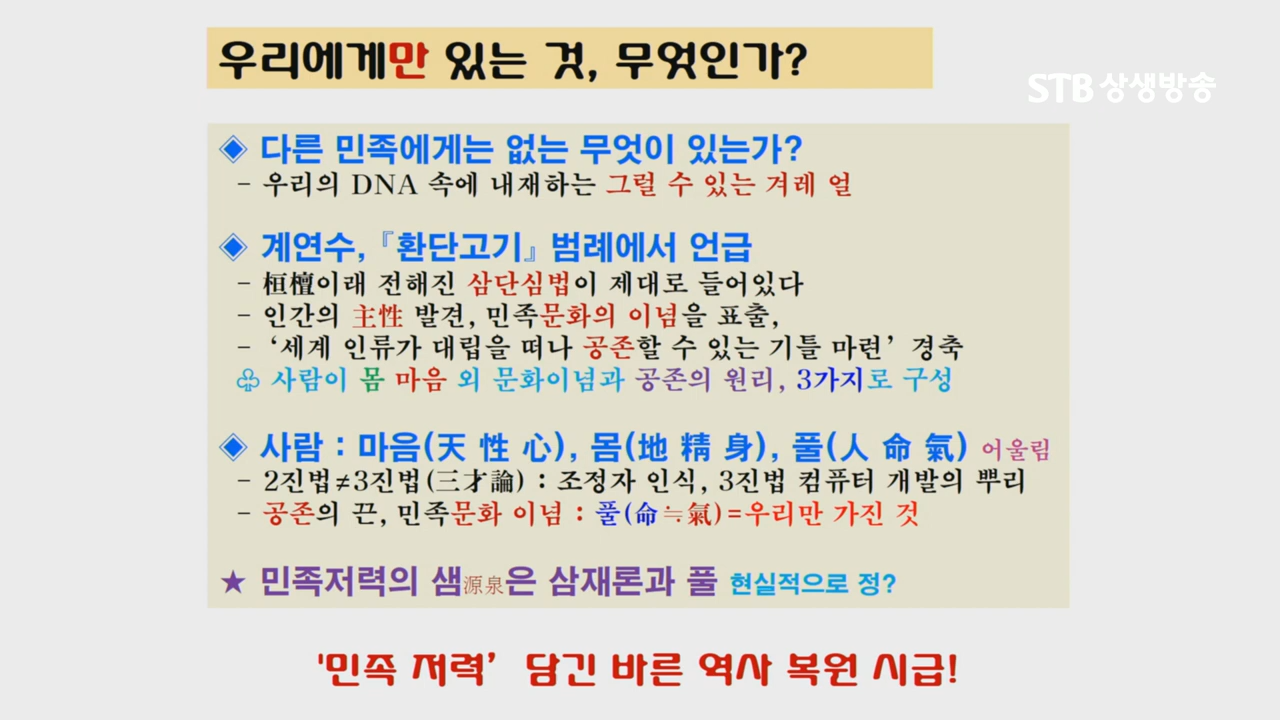 우리에게만 있는 것, 무엇인가?
STB 상생방송
◈ 다른 민족에게는 없는 무엇이 있는가?
- 우리의 DNA 속에 내재하는 그럴 수 있는 겨레 얼
◈ 계연수, 『환단고기』 범례에서 언급
- 桓檀이래 전해진 삼단심법이 제대로 들어있다
- 인간의 主性 발견, 민족문화의 이념을 표출,
- ‘세계 인류가 대립을 떠나 공존할 수 있는 기틀 마련’ 경축
♧ 사람이 몸 마음 외 문화이념과 공존의 원리, 3가지로 구성
◈ 사람 : 마음(天 性 心), 몸(地 精 身), 풀(人 命 氣) 어울림
- 2진법≠3진법(三才論) : 조정자 인식, 3진법 컴퓨터 개발의 뿌리
- 공존의 끈, 민족문화 이념 : 풀(命≒氣)=우리만 가진 것
★ 민족저력의 샘源泉은 삼재론과 풀 현실적으로 정?
'민족 저력’ 담긴 바른 역사 복원 시급!